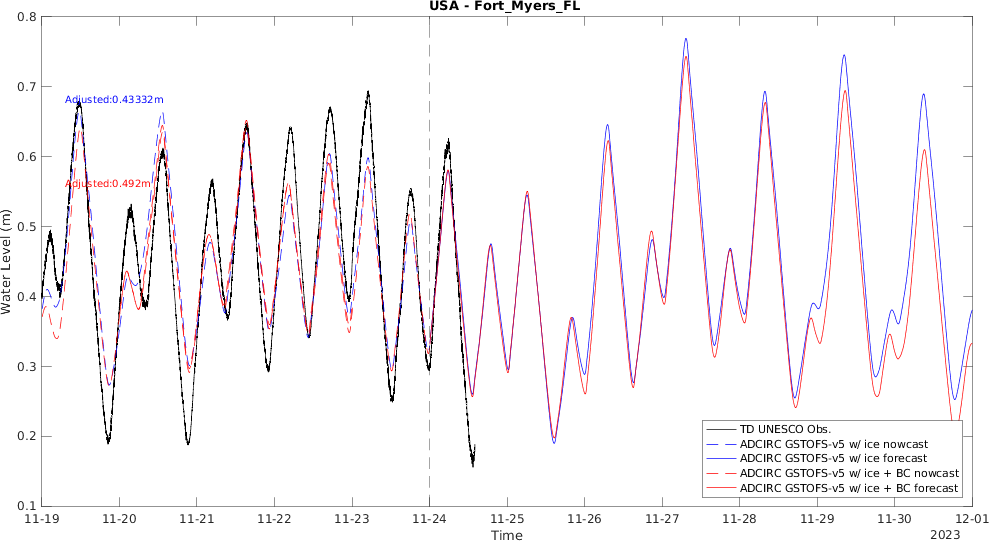 USA - Fort_Myers_FL
0.8
0.7
0.6
0.5
0.4
0.3
0.2
0.1
Water Level (m)
Adjusted:0.43332m
Adjusted:0.492m
TD UNESCO Obs.
ADCIRC GSTOFS-v5 w/ ice nowcast
ADCIRC GSTOFS-v5 w/ ice forecast
ADCIRC GSTOFS-v5 w/ ice + BC nowcast
ADCIRC GSTOFS-v5 w/ ice + BC forecast
11-19 11-20 11-21 11-22 11-23 11-24 11-25 11-26 11-27 11-28 11-29 11-30 12-01
Time
2023